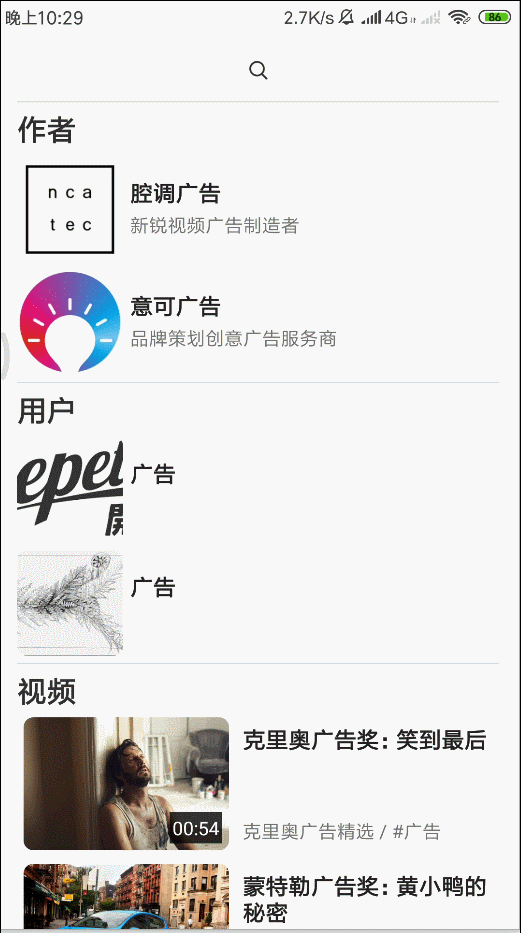 晚上10:29 2.7K/s 4G 86
作者
n c a
t e c
腔调广告
新锐视频广告制造者
意可广告
品牌策划创意广告服务商
用户
epet
開
广告
广告
视频
克里奥广告奖：笑到最后
00:54
克里奥广告精选 / #广告
蒙特勒广告奖：黄小鸭的
秘密